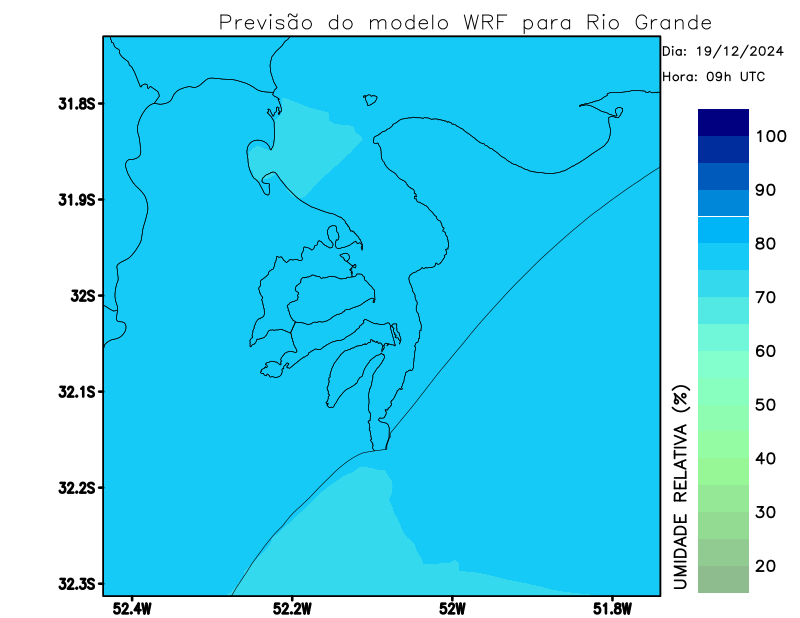 Previsão do modelo WRF para Rio Grande
Dia: 19/12/2024
Hora: 09h UTC
31.8S
31.9S
32S
32.1S
32.2S
32.3S
52.4W
52.2W
52W
51.8W
100
90
80
70
60
50
40
30
20
UMIDADE RELATIVA (%)